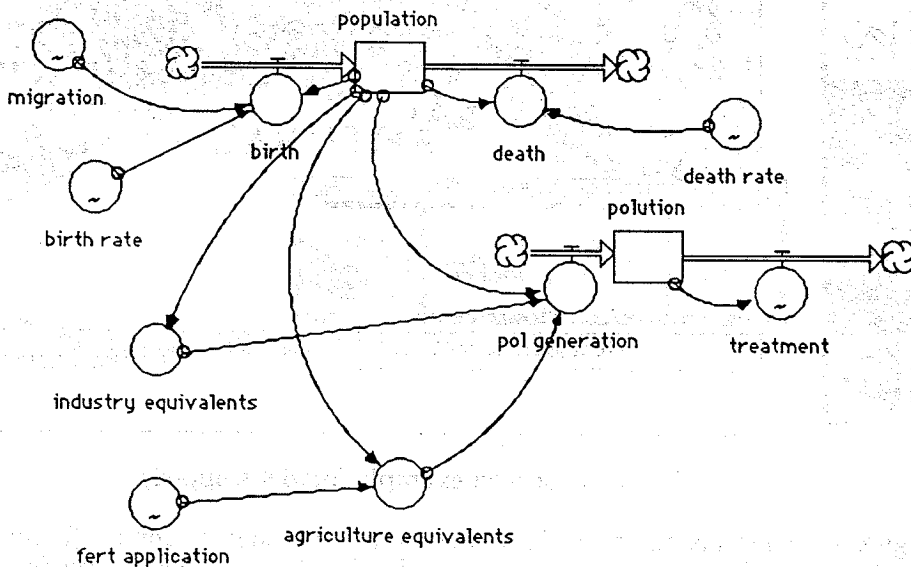 population
migration
birth
death
death rate
birth rate
polution
pol generation
treatment
industry equivalents
agriculture equivalents
fert application